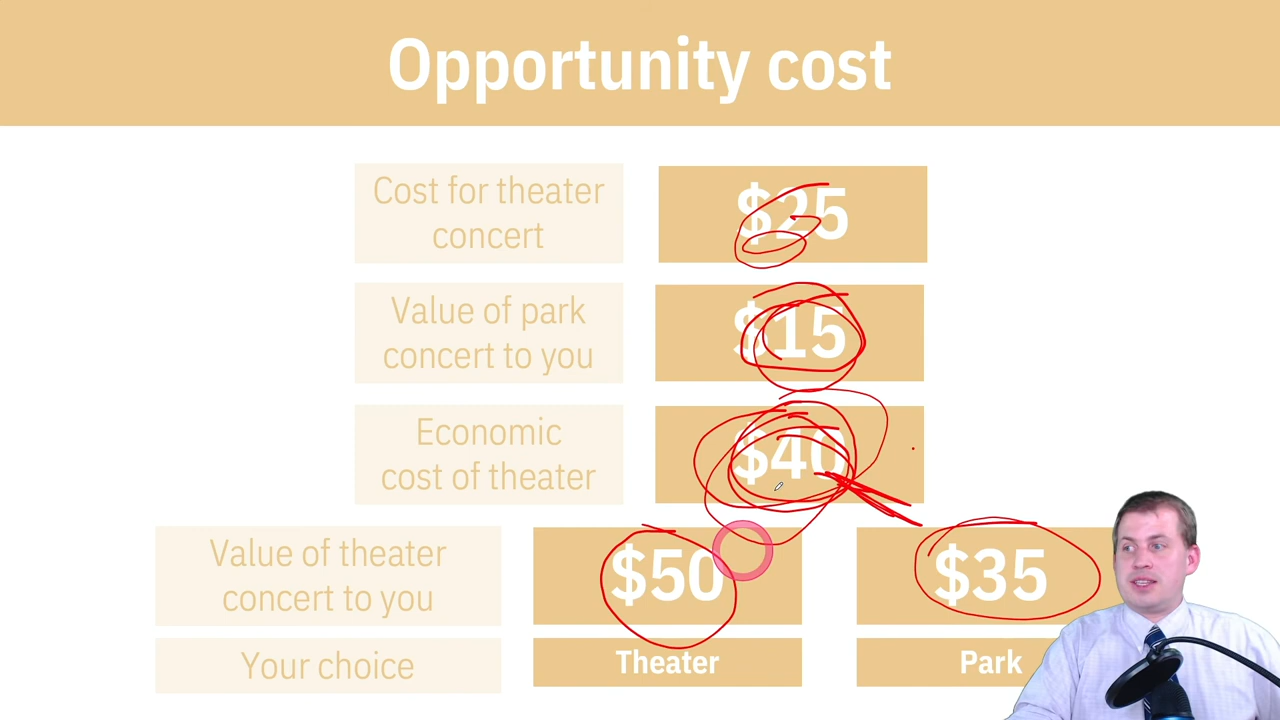 Opportunity cost
Cost for theater
concert
$25
Value of park
concert to you
$15
Economic
cost of theater
$40
Value of theater
concert to you
$50
$35
Your choice
Theater
Park